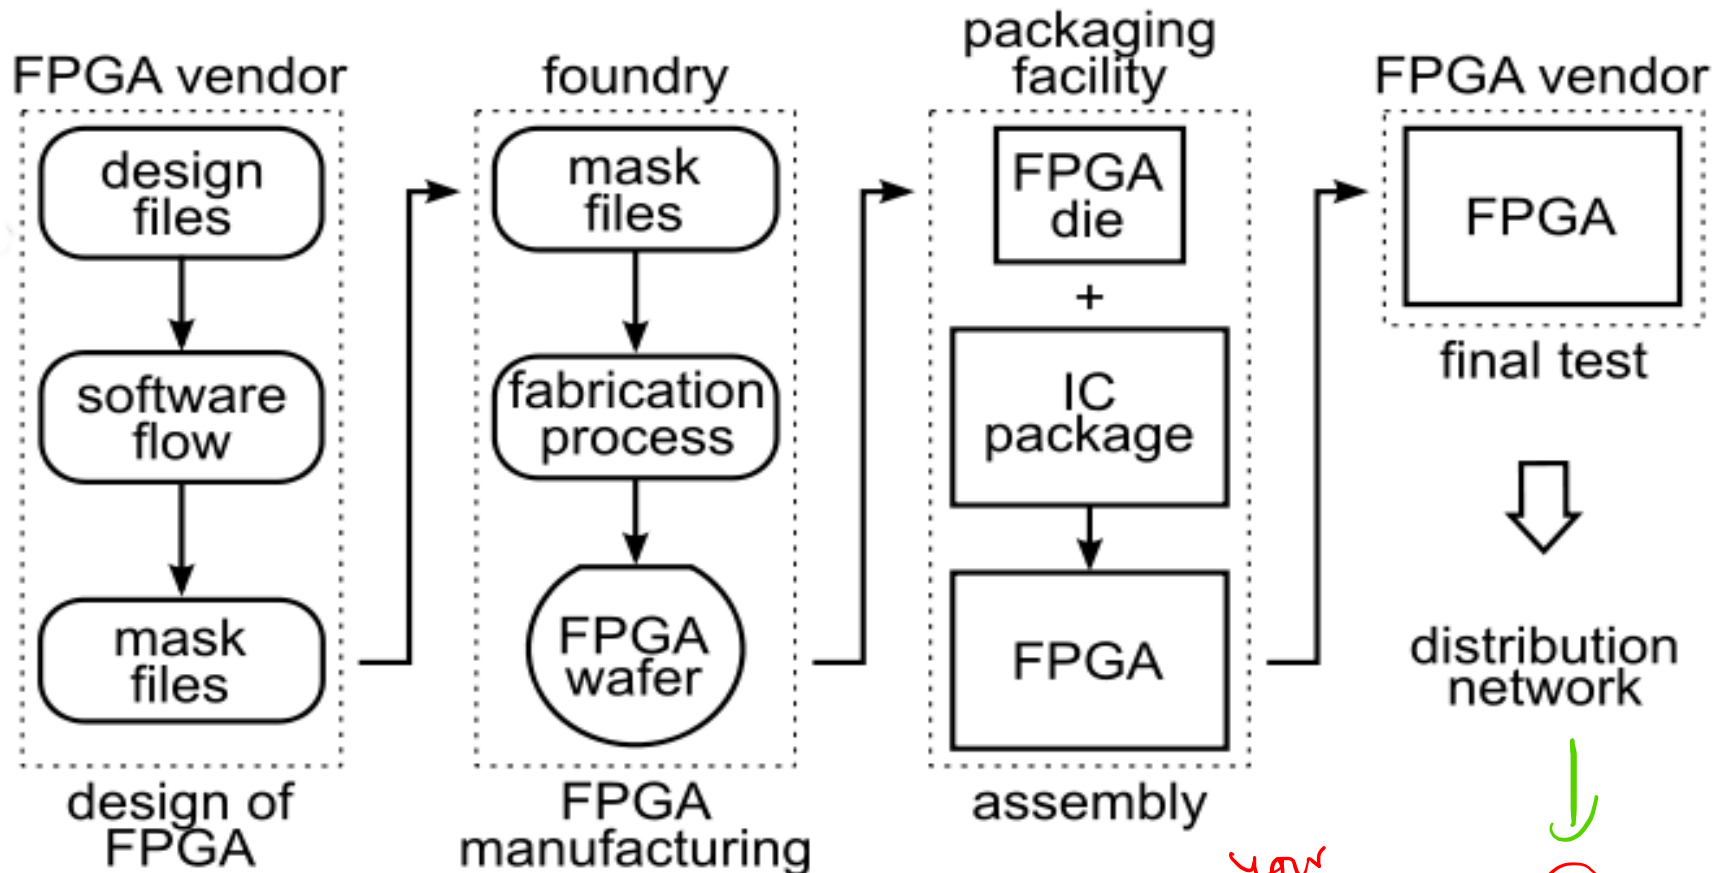 FPGA vendor
design
files
software
flow
mask
files
design of
FPGA
foundry
mask
files
fabrication
process
FPGA
wafer
FPGA
manufacturing
packaging
facility
FPGA
die
+
IC
package
FPGA
assembly
FPGA vendor
FPGA
final test
distribution
network
your